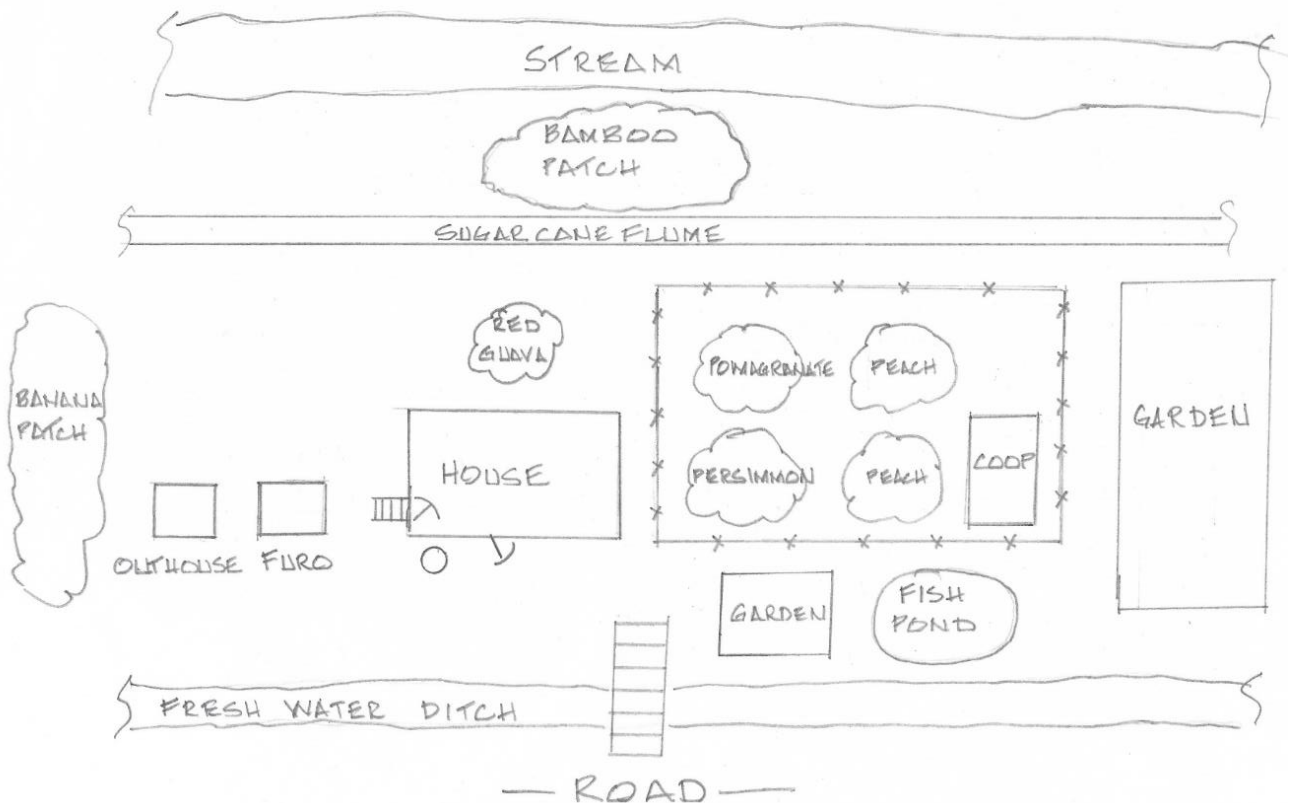 STREAM
BAMBOO
PATCH
SUGAR CANE FLUME
RED
GUAVA
POMAGRANATE
PEACH
BANANA
PATCH
GARDEN
HOUSE
PERSIMMON
PEACH
COOP
OUTHOUSE
FURO
GARDEN
FISH
POND
FRESH WATER DITCH
— ROAD —